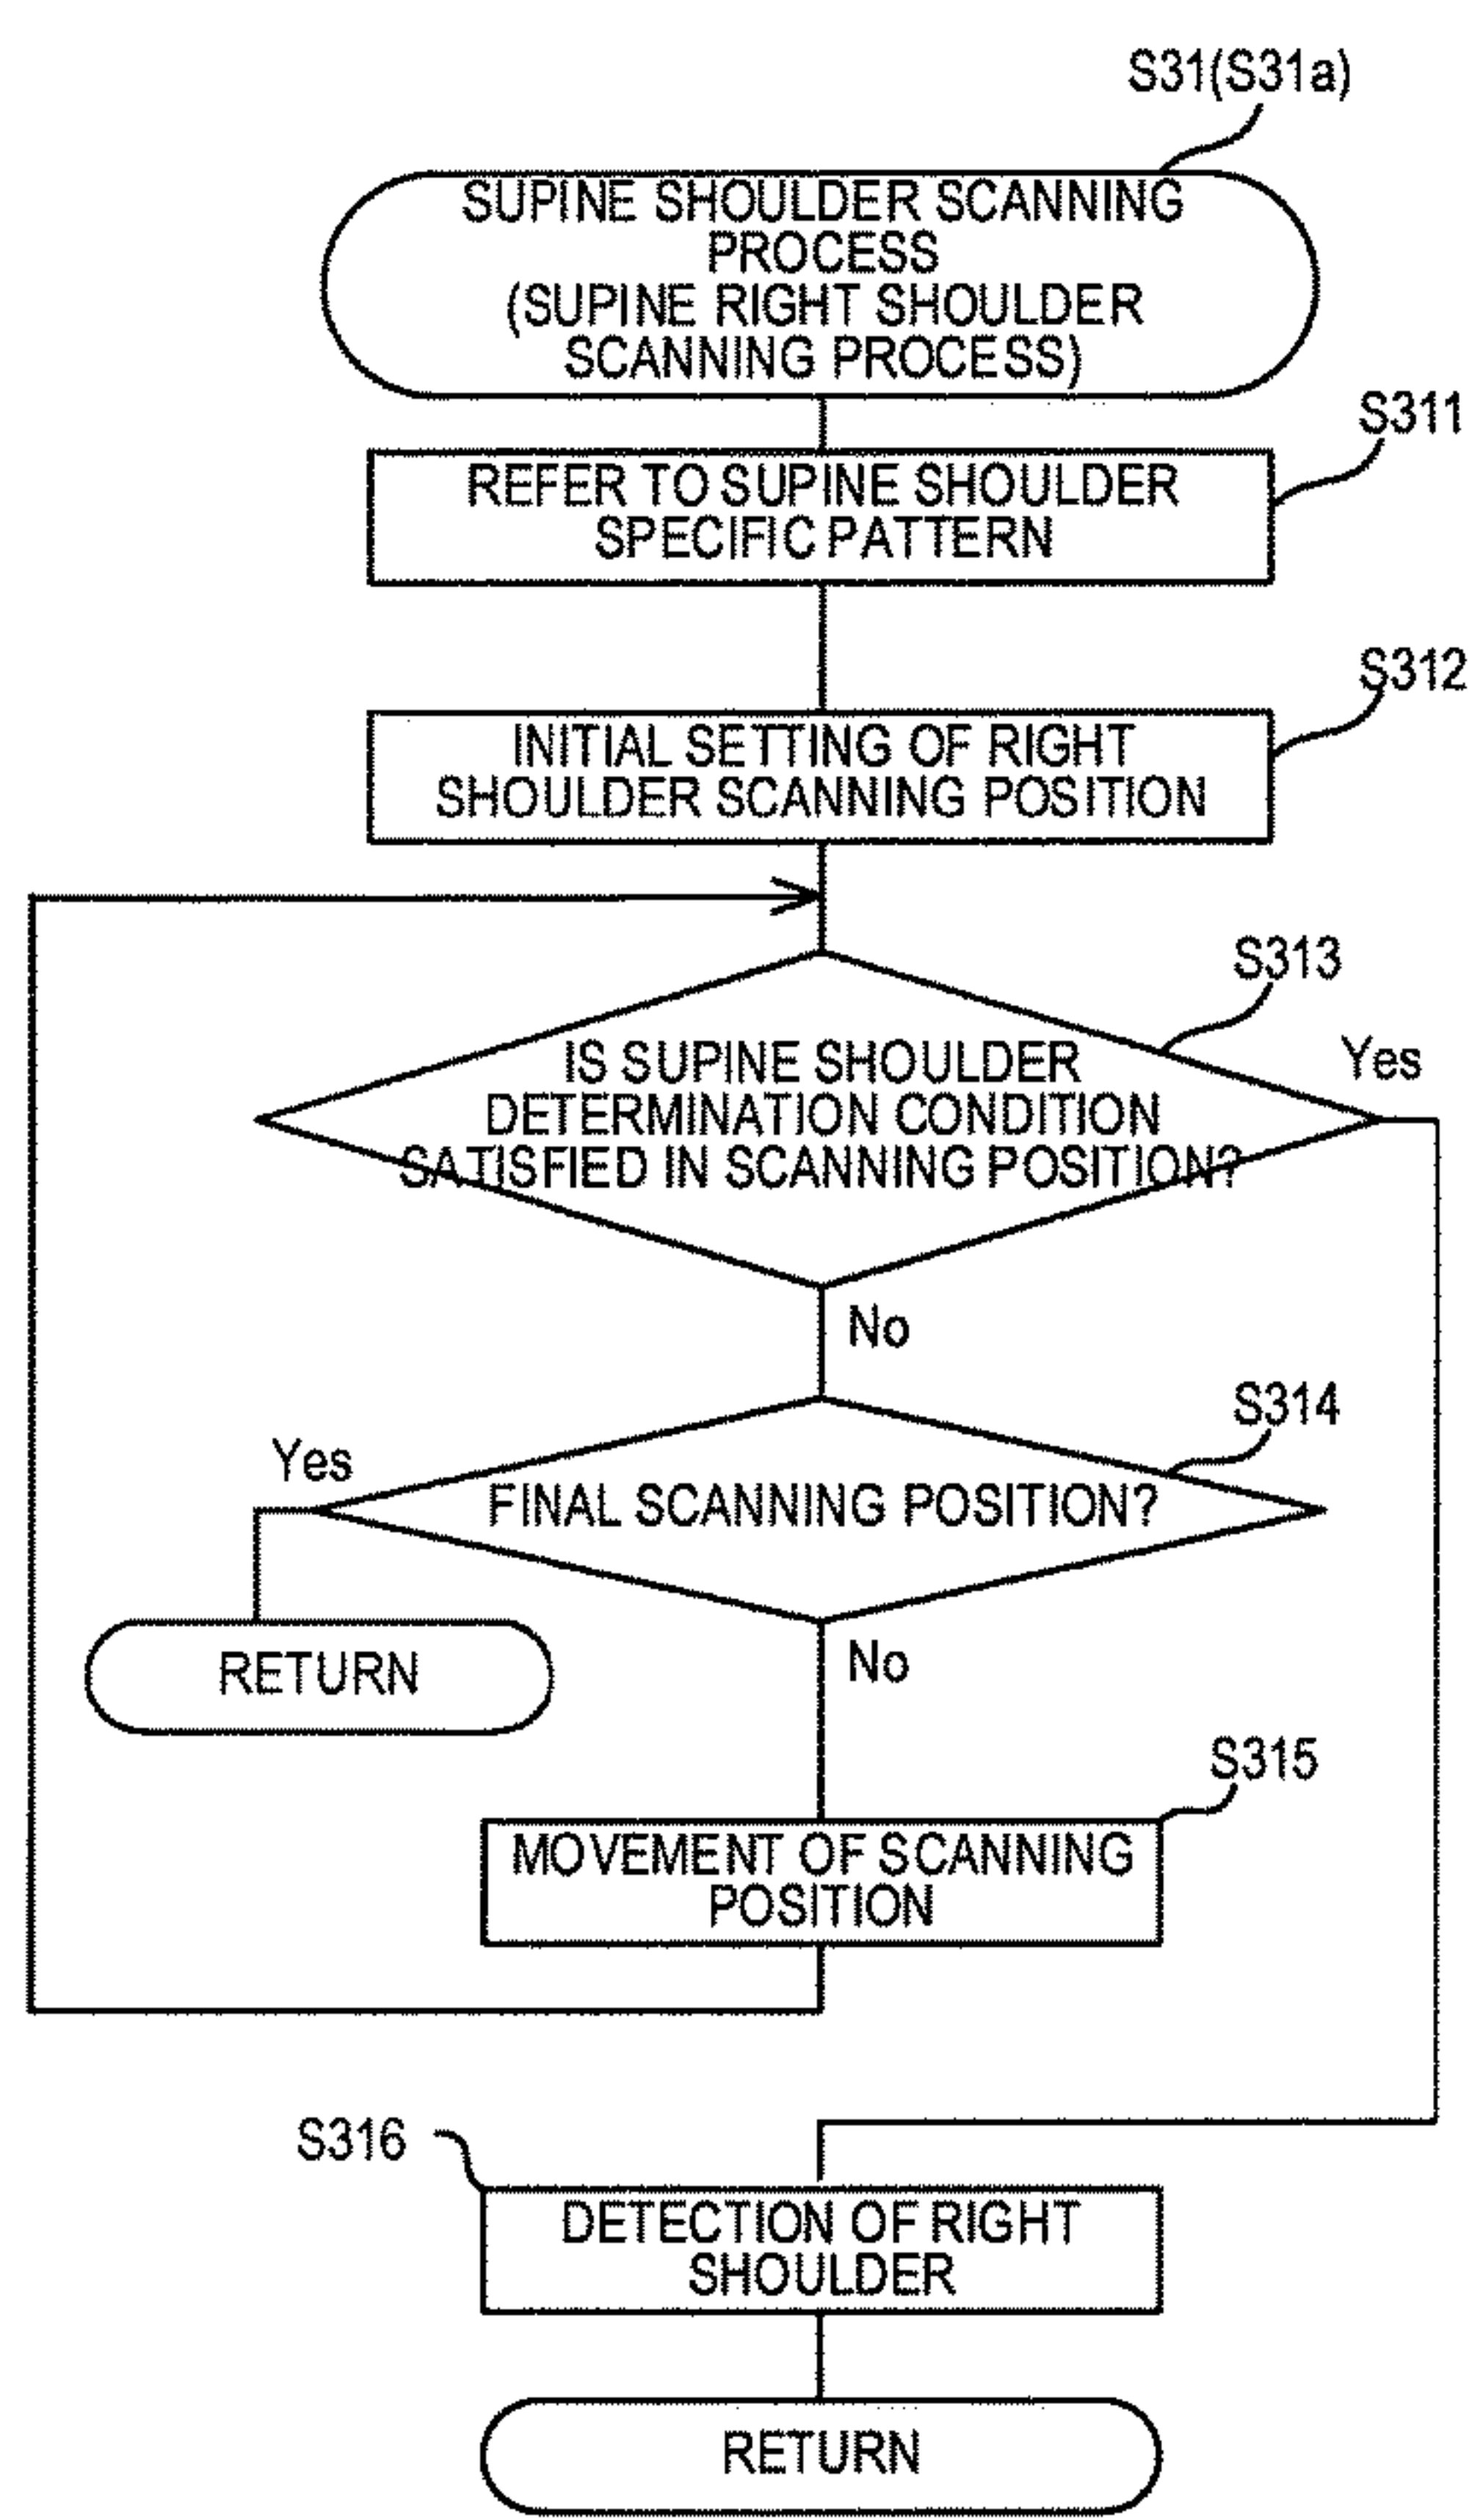 S31(S31a)
SUPINE SHOULDER SCANNING
PROCESS
(SUPINE RIGHT SHOULDER
SCANNING PROCESS)
S311
REFER TO SUPINE SHOULDER
SPECIFIC PATTERN
S312
INITIAL SETTING OF RIGHT
SHOULDER SCANNING POSITION
S313
IS SUPINE SHOULDER
DETERMINATION CONDITION
SATISFIED IN SCANNING POSITION?
Yes
No
S314
Yes
FINAL SCANNING POSITION?
RETURN
No
S315
MOVEMENT OF SCANNING
POSITION
S316
DETECTION OF RIGHT
SHOULDER
RETURN